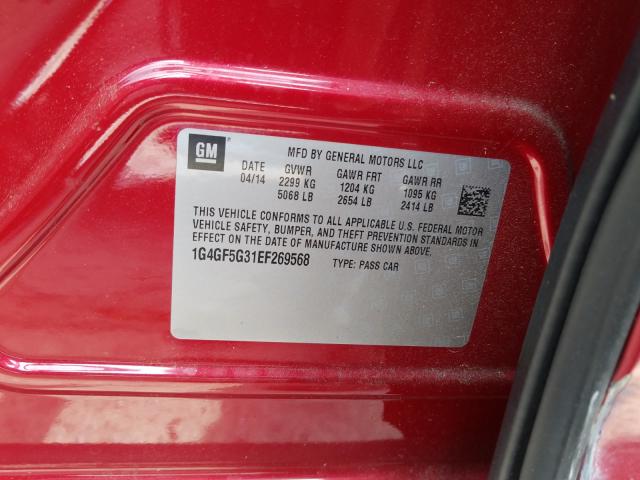 GM
MFD BY GENERAL MOTORS LLC
DATE GVWR GAWR FRT GAWR RR
04/14 2299 KG 1204 KG 1095 KG
5068 LB 2654 LB 2414 LB
THIS VEHICLE CONFORMS TO ALL APPLICABLE U.S. FEDERAL MOTOR
VEHICLE SAFETY, BUMPER, AND THEFT PREVENTION STANDARDS IN
EFFECT ON THE DATE OF MANUFACTURE SHOWN ABOVE.
1G4GF5G31EF269568 TYPE: PASS CAR